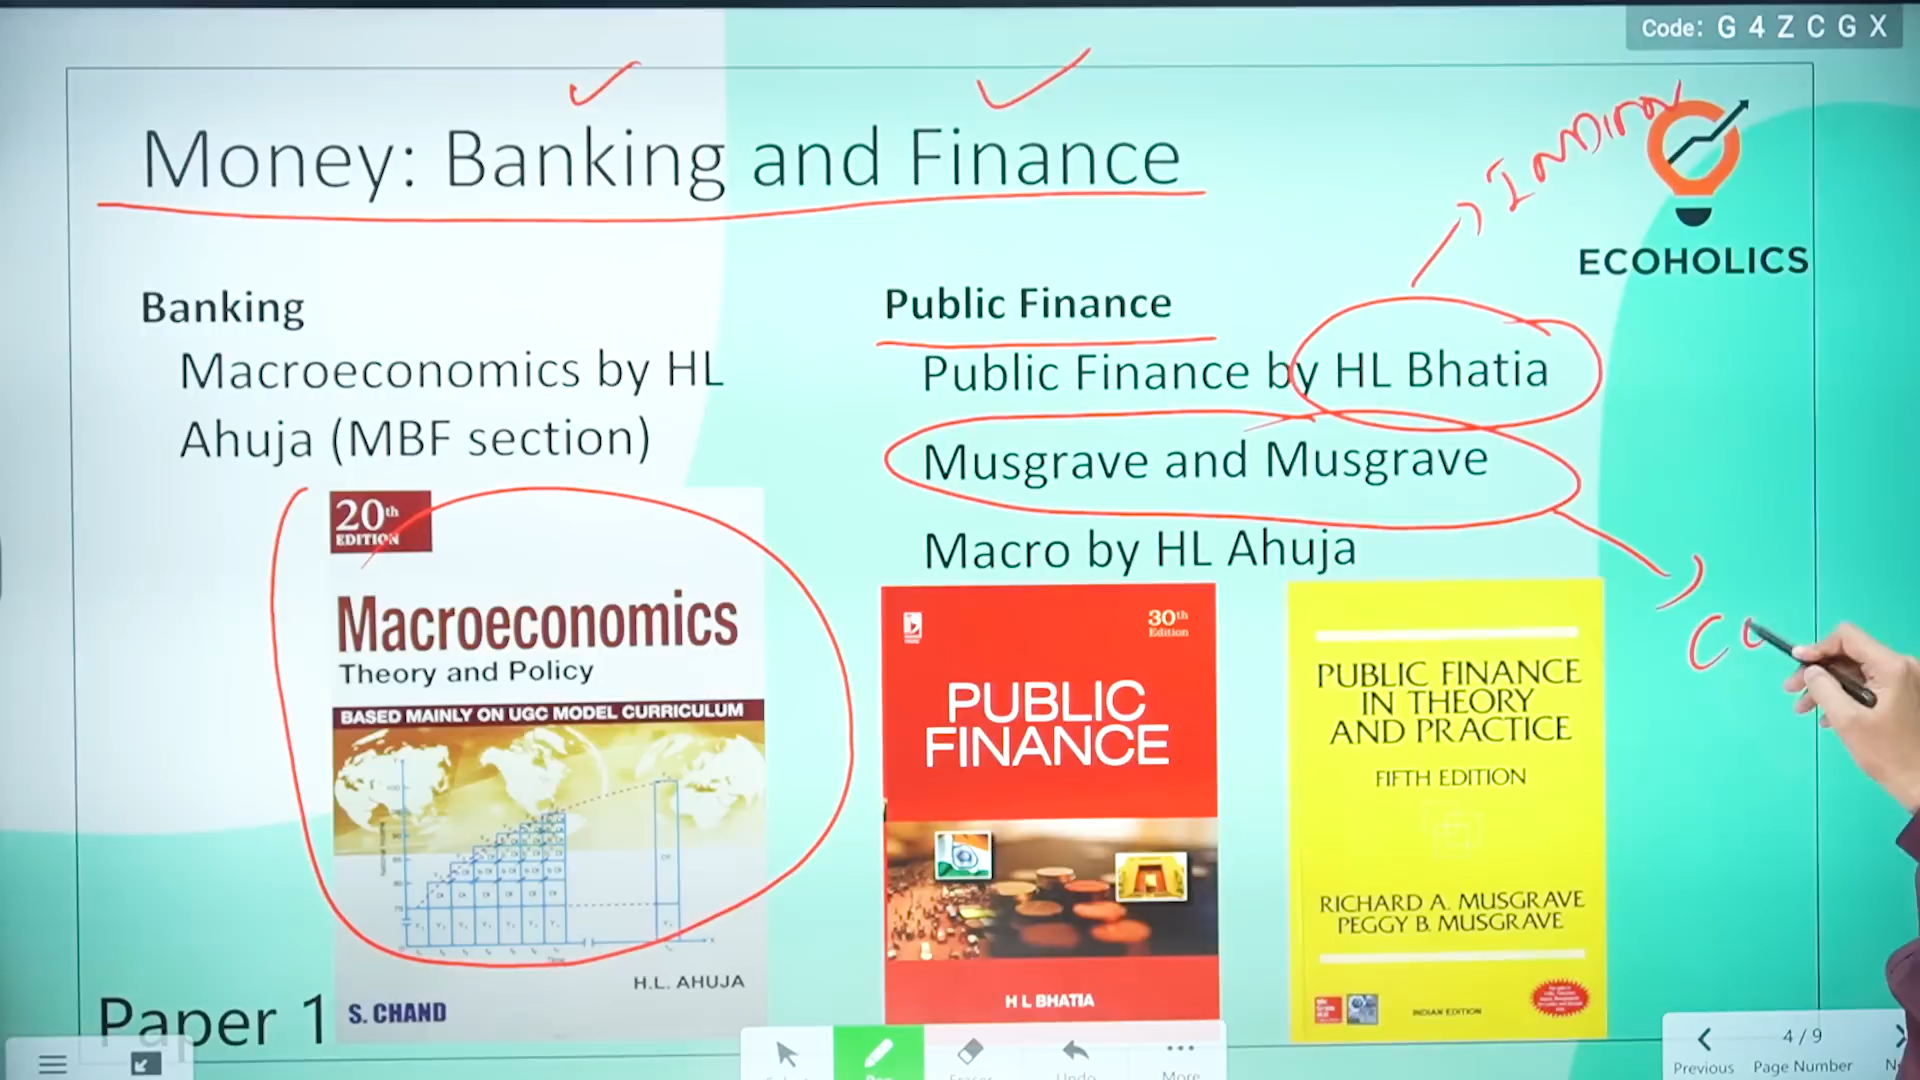 Code: G 4 Z C G X
Money: Banking and Finance
ECOHOLICS
Banking
Macroeconomics by HL
Ahuja (MBF section)
Public Finance
Public Finance by HL Bhatia
Musgrave and Musgrave
Macro by HL Ahuja
20th
EDITION
Macroeconomics
Theory and Policy
BASED MAINLY ON UGC MODEL CURRICULUM
H.L. AHUJA
S. CHAND
30th
Edition
PUBLIC
FINANCE
H L BHATIA
PUBLIC FINANCE
IN THEORY
AND PRACTICE
FIFTH EDITION
RICHARD A. MUSGRAVE
PEGGY B. MUSGRAVE
INDIAN EDITION
Paper 1
Undo
More
4 / 9
Previous
Page Number